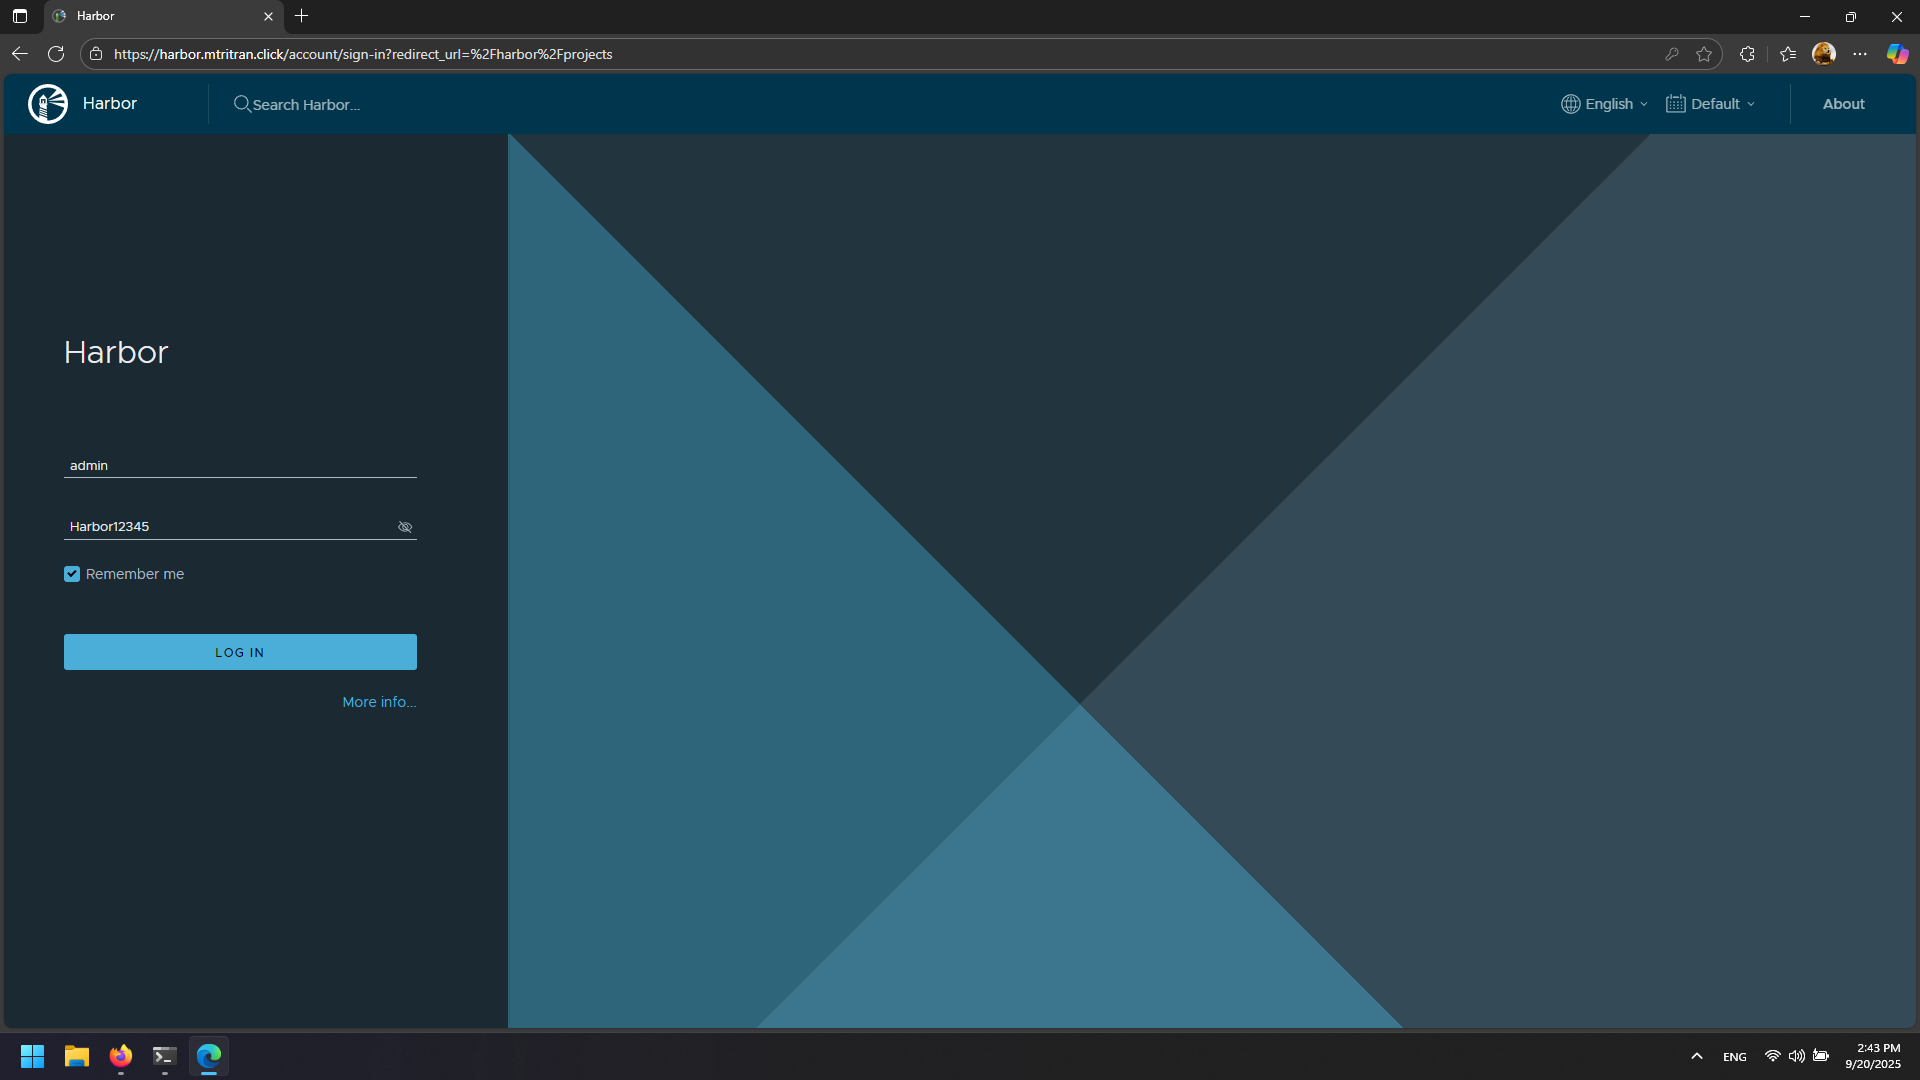 Harbor
https://harbor.mtritran.click/account/sign-in?redirect_url=%2Fharbor%2Fprojects
Harbor
Search Harbor...
English
Default
About
Harbor
admin
Harbor12345
Remember me
LOG IN
More info...
ENG
2:43 PM
9/20/2025